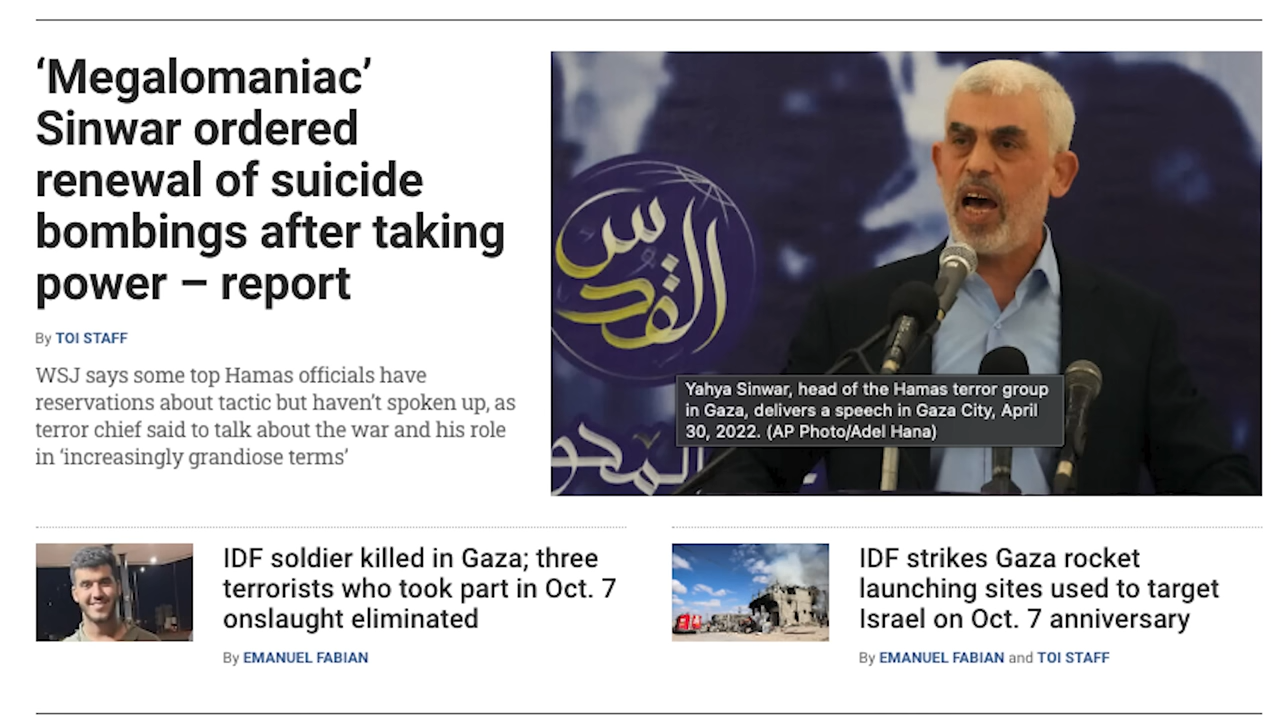 ‘Megalomaniac’
Sinwar ordered
renewal of suicide
bombings after taking
power – report
By TOI STAFF
WSJ says some top Hamas officials have
reservations about tactic but haven’t spoken up, as
terror chief said to talk about the war and his role
in ‘increasingly grandiose terms’
القدس
Yahya Sinwar, head of the Hamas terror group
in Gaza, delivers a speech in Gaza City, April
30, 2022. (AP Photo/Adel Hana)
IDF soldier killed in Gaza; three
terrorists who took part in Oct. 7
onslaught eliminated
By EMANUEL FABIAN
IDF strikes Gaza rocket
launching sites used to target
Israel on Oct. 7 anniversary
By EMANUEL FABIAN and TOI STAFF